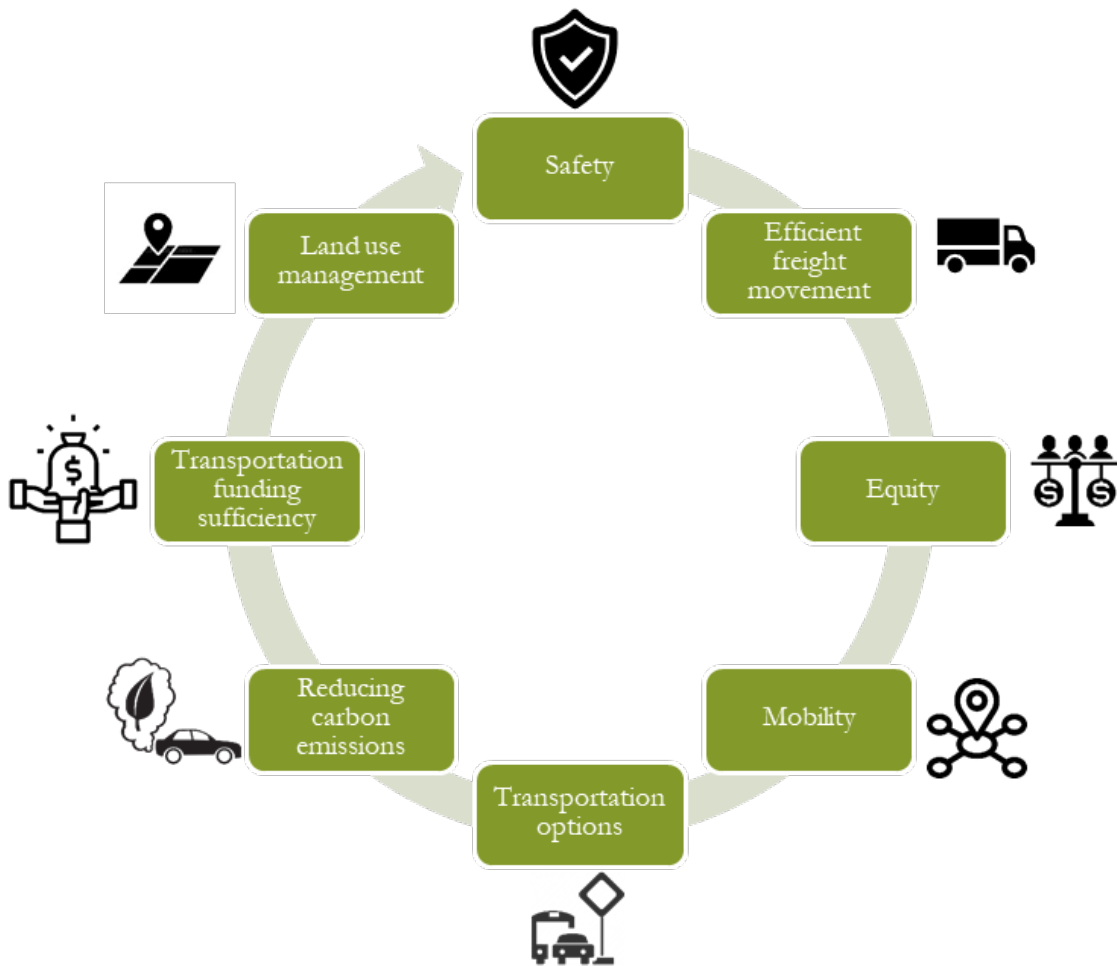 Safety
Efficient
freight
movement
Equity
Mobility
Transportation
options
Reducing
carbon
emissions
Transportation
funding
sufficiency
Land use
management
$
$
$